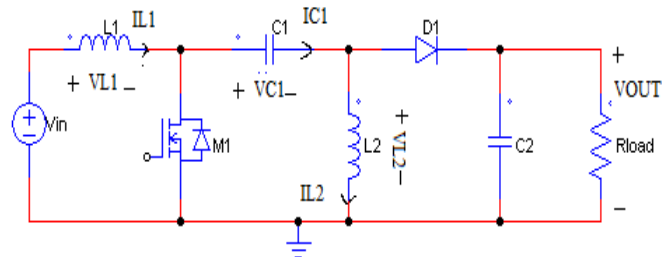 IL1
L1
+ VL1 -
C1
IC1
+ VC1 -
D1
+
VOUT
-
Vin
M1
+ VL2 -
L2
IL2
C2
Rload